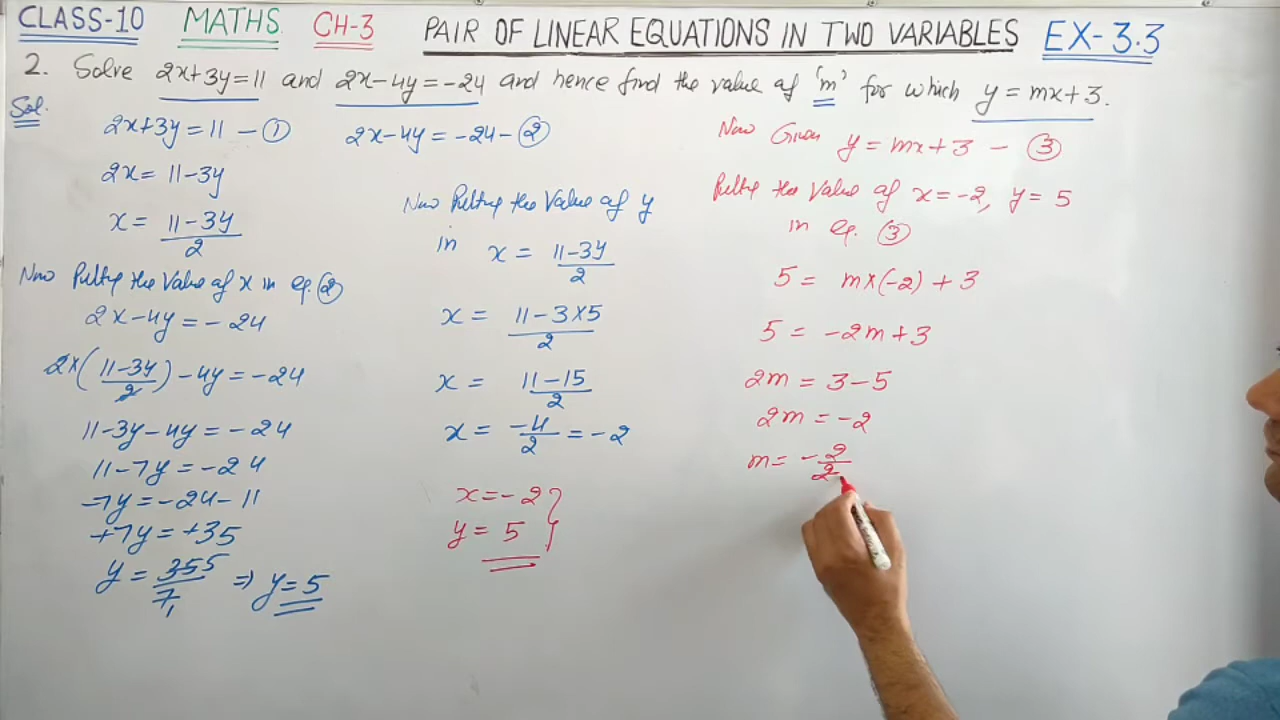 CLASS-10 MATHS CH-3 PAIR OF LINEAR EQUATIONS IN TWO VARIABLES EX-3.3
2. Solve 2x+3y=11 and 2x-4y=-24 and hence find the value of 'm' for which y=mx+3.
Sol.
2x+3y=11 - ①
2x = 11-3y
x = 11-3y/2
Now Putting the Value of x in eq. ②
2x-4y=-24
2×(11-3y/2)-4y=-24
11-3y-4y=-24
11-7y=-24
-7y=-24-11
+7y=+35
y = 35 5/7 1 ⇒ y=5
2x-4y=-24 - ②
Now Putting the Value of y
in x = 11-3y/2
x = 11-3×5/2
x = 11-15/2
x = -4/2 = -2
x=-2
y= 5
Now Given y = mx+3 - ③
Putting the Value of x=-2, y=5
in eq. ③
5 = m×(-2)+3
5 = -2m+3
2m = 3-5
2m = -2
m= -2/2